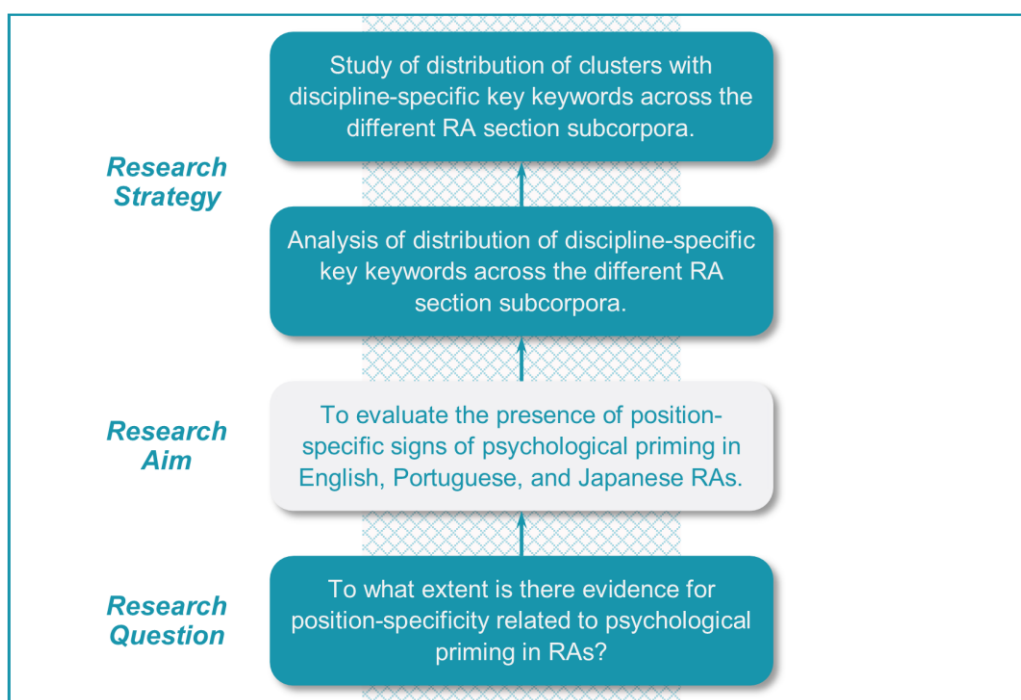 Study of distribution of clusters with
discipline-specific key keywords across the
different RA section subcorpora.
Research
Strategy
Analysis of distribution of discipline-specific
key keywords across the different RA
section subcorpora.
Research
Aim
To evaluate the presence of position-
specific signs of psychological priming in
English, Portuguese, and Japanese RAs.
Research
Question
To what extent is there evidence for
position-specificity related to psychological
priming in RAs?